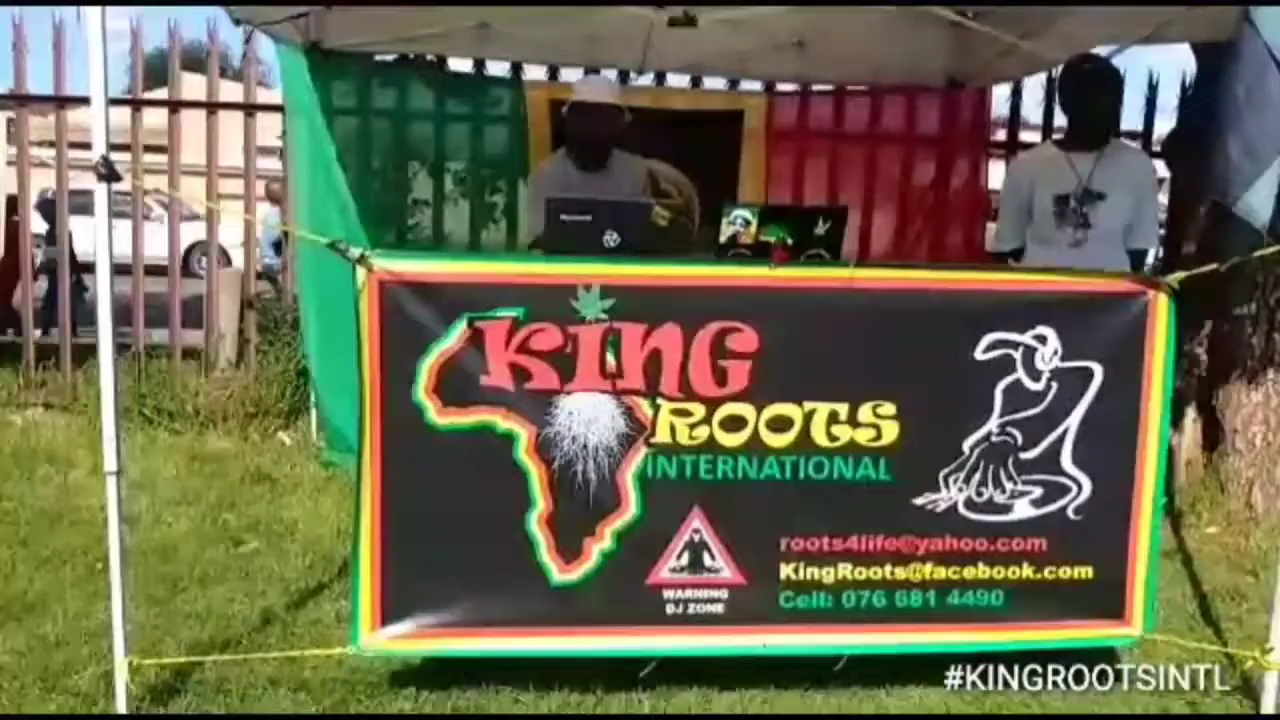 KING
ROOTS
INTERNATIONAL
WARNING
DJ ZONE
roots4life@yahoo.com
KingRoots@facebook.com
Cell: 076 681 4490
#KINGROOTSINTL